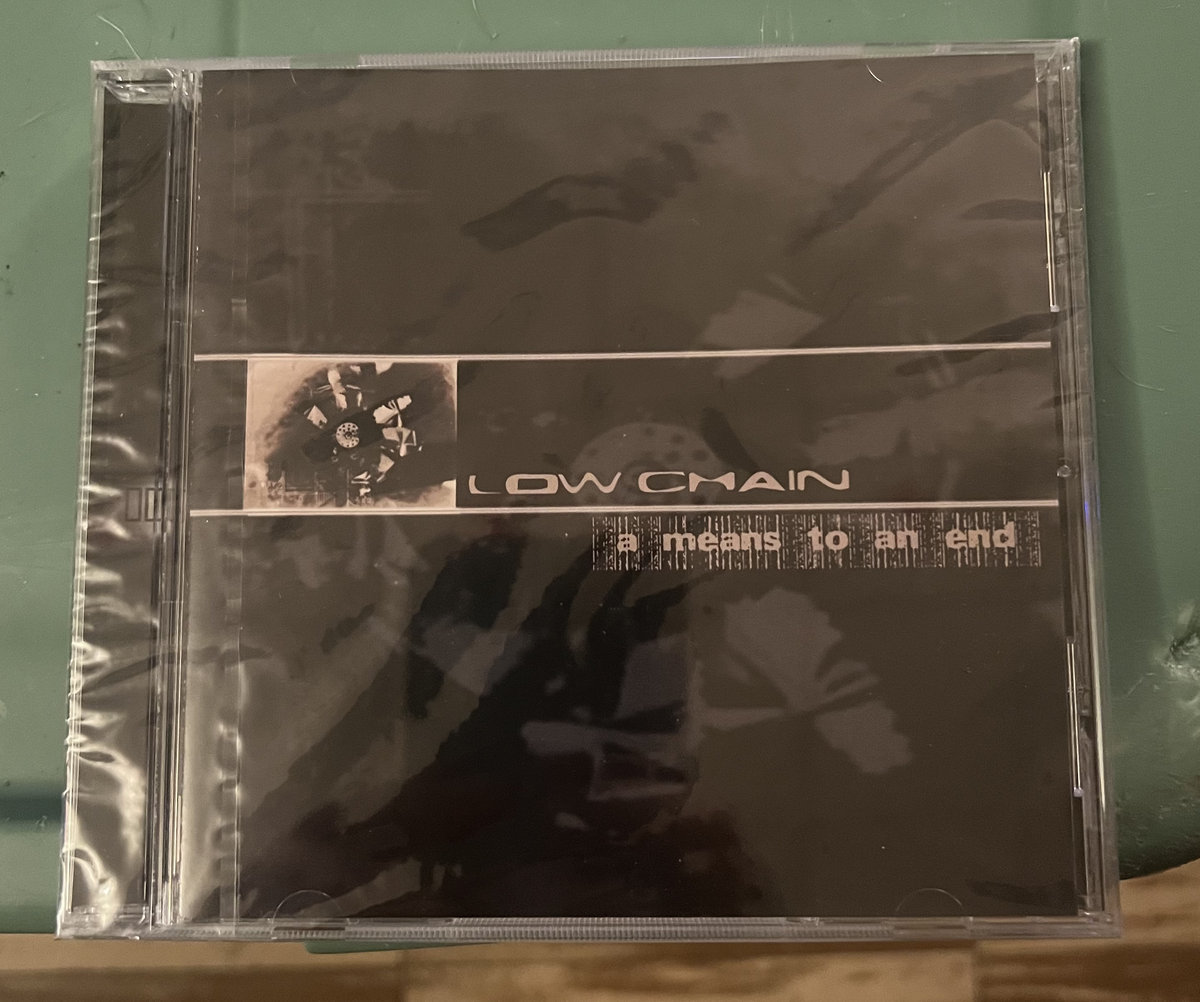 LOW CHAIN
a means to an end